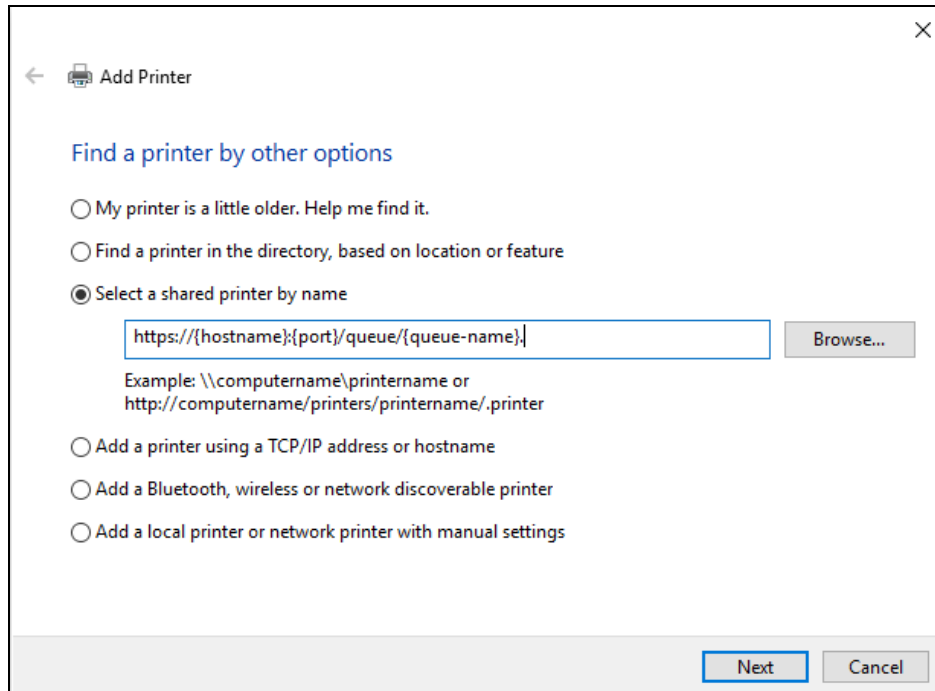 Add Printer
Find a printer by other options
My printer is a little older. Help me find it.
Find a printer in the directory, based on location or feature
Select a shared printer by name
https://{hostname}:{port}/queue/{queue-name}.
Browse...
Example: \\computername\printername or
http://computername/printers/printername/.printer
Add a printer using a TCP/IP address or hostname
Add a Bluetooth, wireless or network discoverable printer
Add a local printer or network printer with manual settings
Next
Cancel